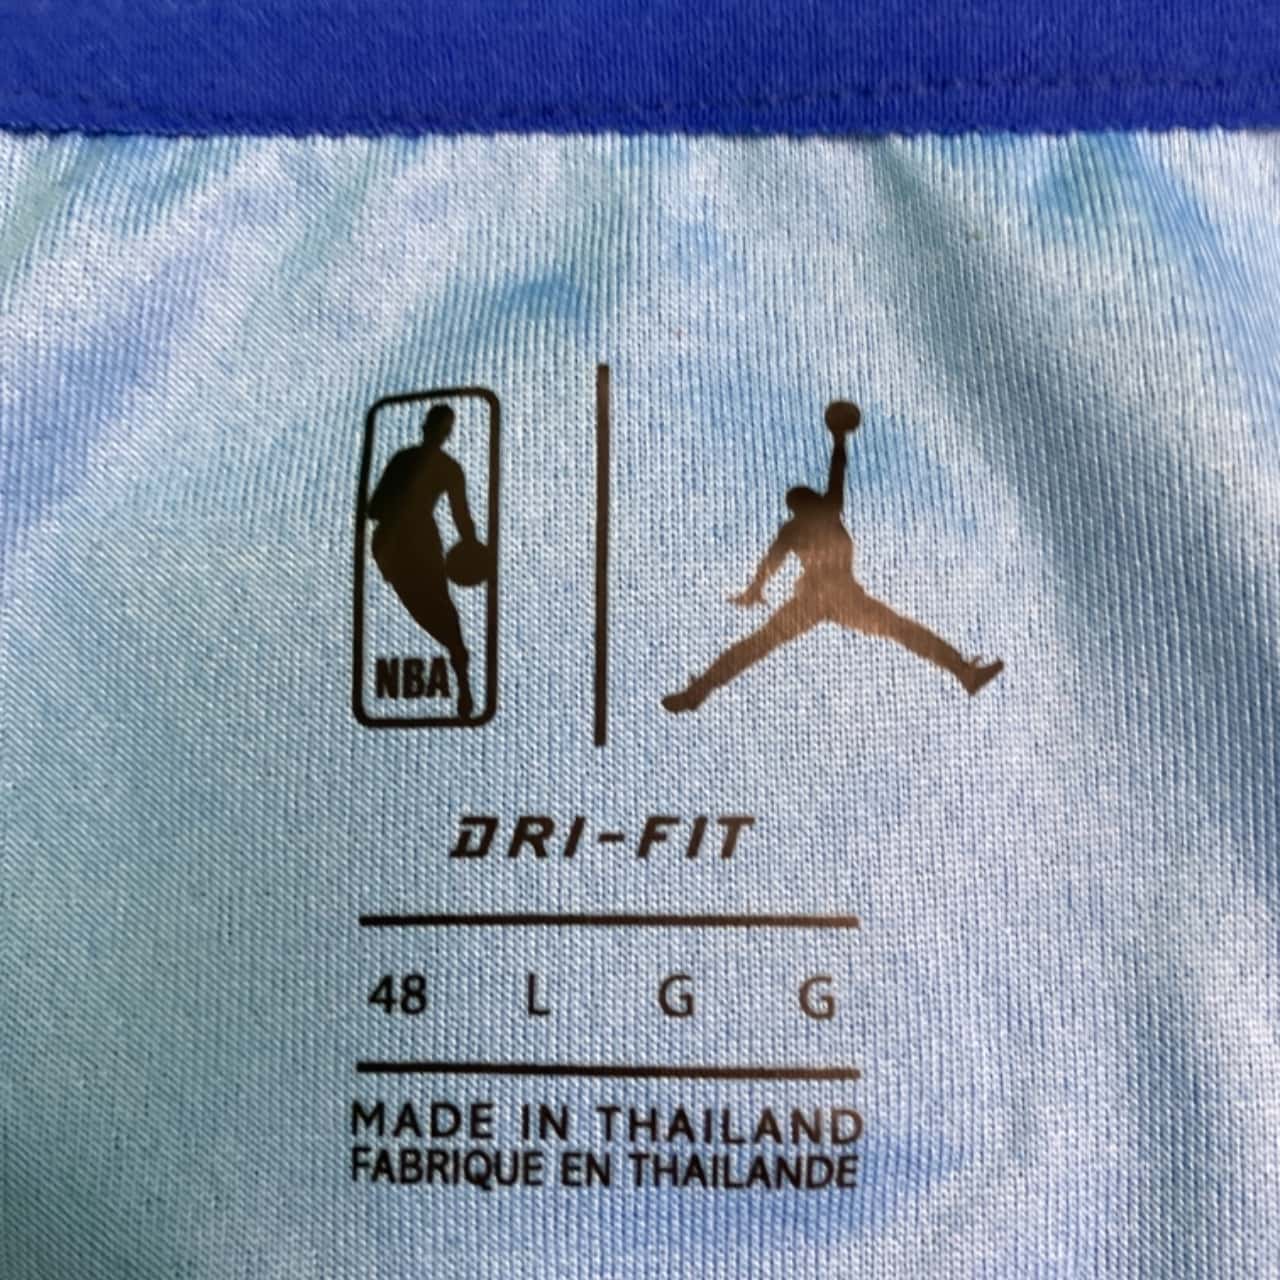 NBA
DRI-FIT
48 L G G
MADE IN THAILAND
FABRIQUE EN THAILANDE